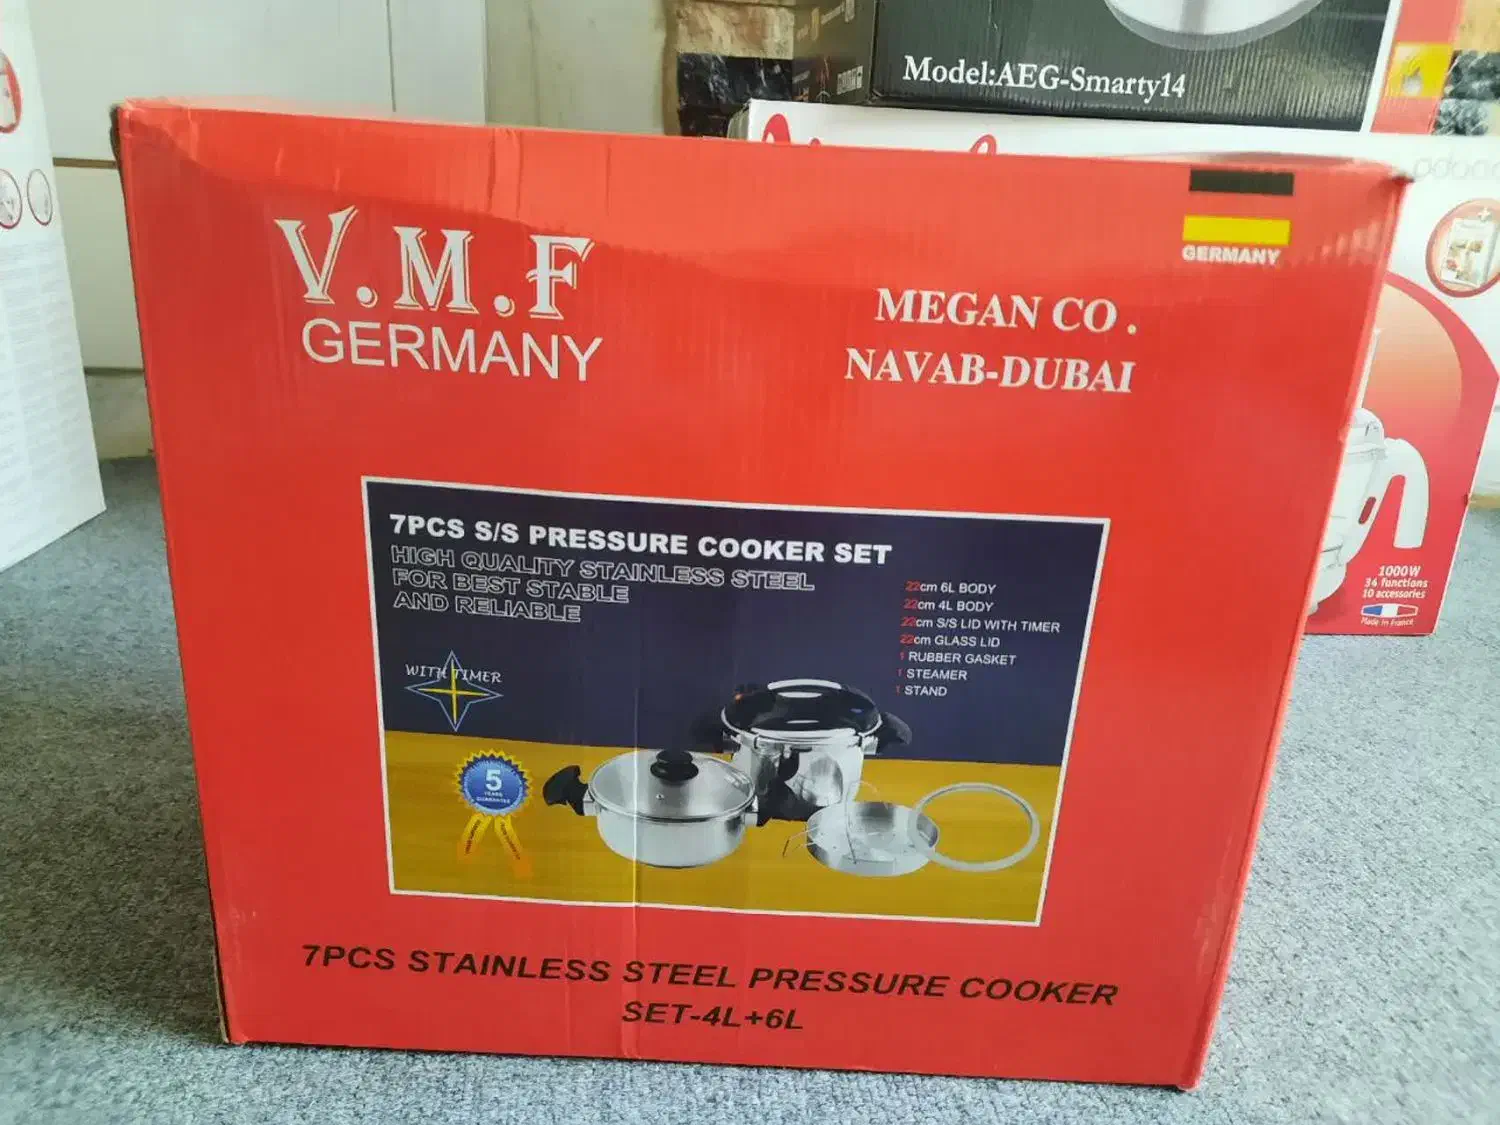 Model:AEG-Smarty14
V.M.F
GERMANY
GERMANY
MEGAN CO .
NAVAB-DUBAI
7PCS S/S PRESSURE COOKER SET
HIGH QUALITY STAINLESS STEEL
FOR BEST STABLE
AND RELIABLE
22cm 6L BODY
22cm 4L BODY
22cm S/S LID WITH TIMER
22cm GLASS LID
1 RUBBER GASKET
1 STEAMER
1 STAND
WITH TIMER
5
YEARS
GUARANTEE
7PCS STAINLESS STEEL PRESSURE COOKER
SET-4L+6L
1000W
34 functions
10 accessories
Made in France